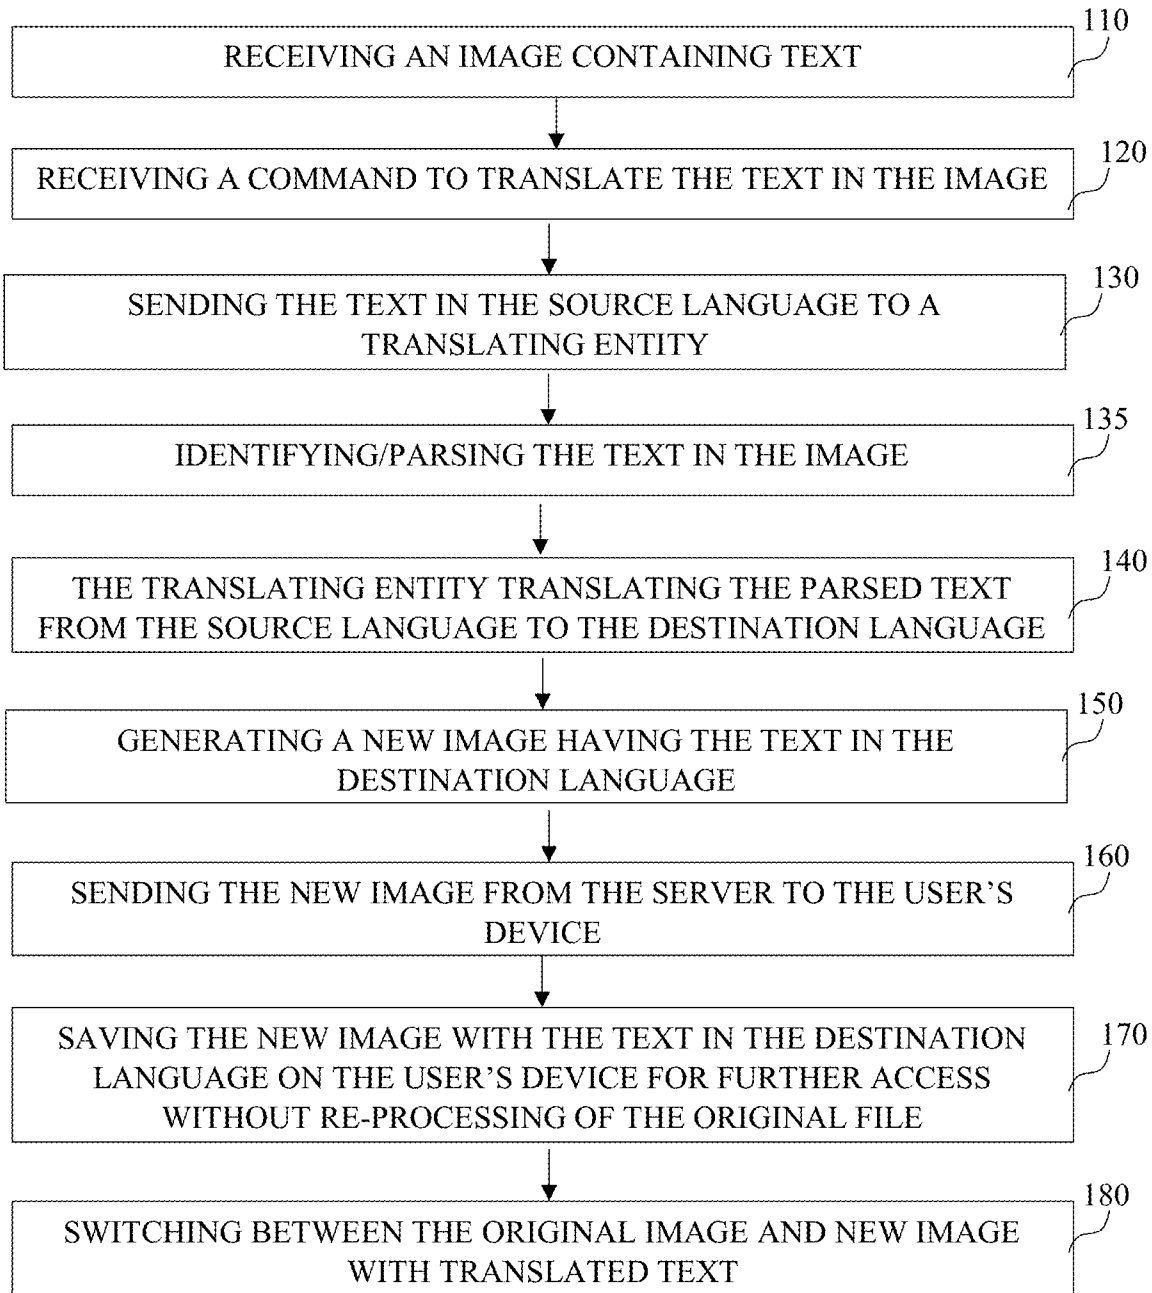 110
RECEIVING AN IMAGE CONTAINING TEXT
120
RECEIVING A COMMAND TO TRANSLATE THE TEXT IN THE IMAGE
130
SENDING THE TEXT IN THE SOURCE LANGUAGE TO A
TRANSLATING ENTITY
135
IDENTIFYING/PARSING THE TEXT IN THE IMAGE
140
THE TRANSLATING ENTITY TRANSLATING THE PARSED TEXT
FROM THE SOURCE LANGUAGE TO THE DESTINATION LANGUAGE
150
GENERATING A NEW IMAGE HAVING THE TEXT IN THE
DESTINATION LANGUAGE
160
SENDING THE NEW IMAGE FROM THE SERVER TO THE USER’S
DEVICE
170
SAVING THE NEW IMAGE WITH THE TEXT IN THE DESTINATION
LANGUAGE ON THE USER’S DEVICE FOR FURTHER ACCESS
WITHOUT RE-PROCESSING OF THE ORIGINAL FILE
180
SWITCHING BETWEEN THE ORIGINAL IMAGE AND NEW IMAGE
WITH TRANSLATED TEXT